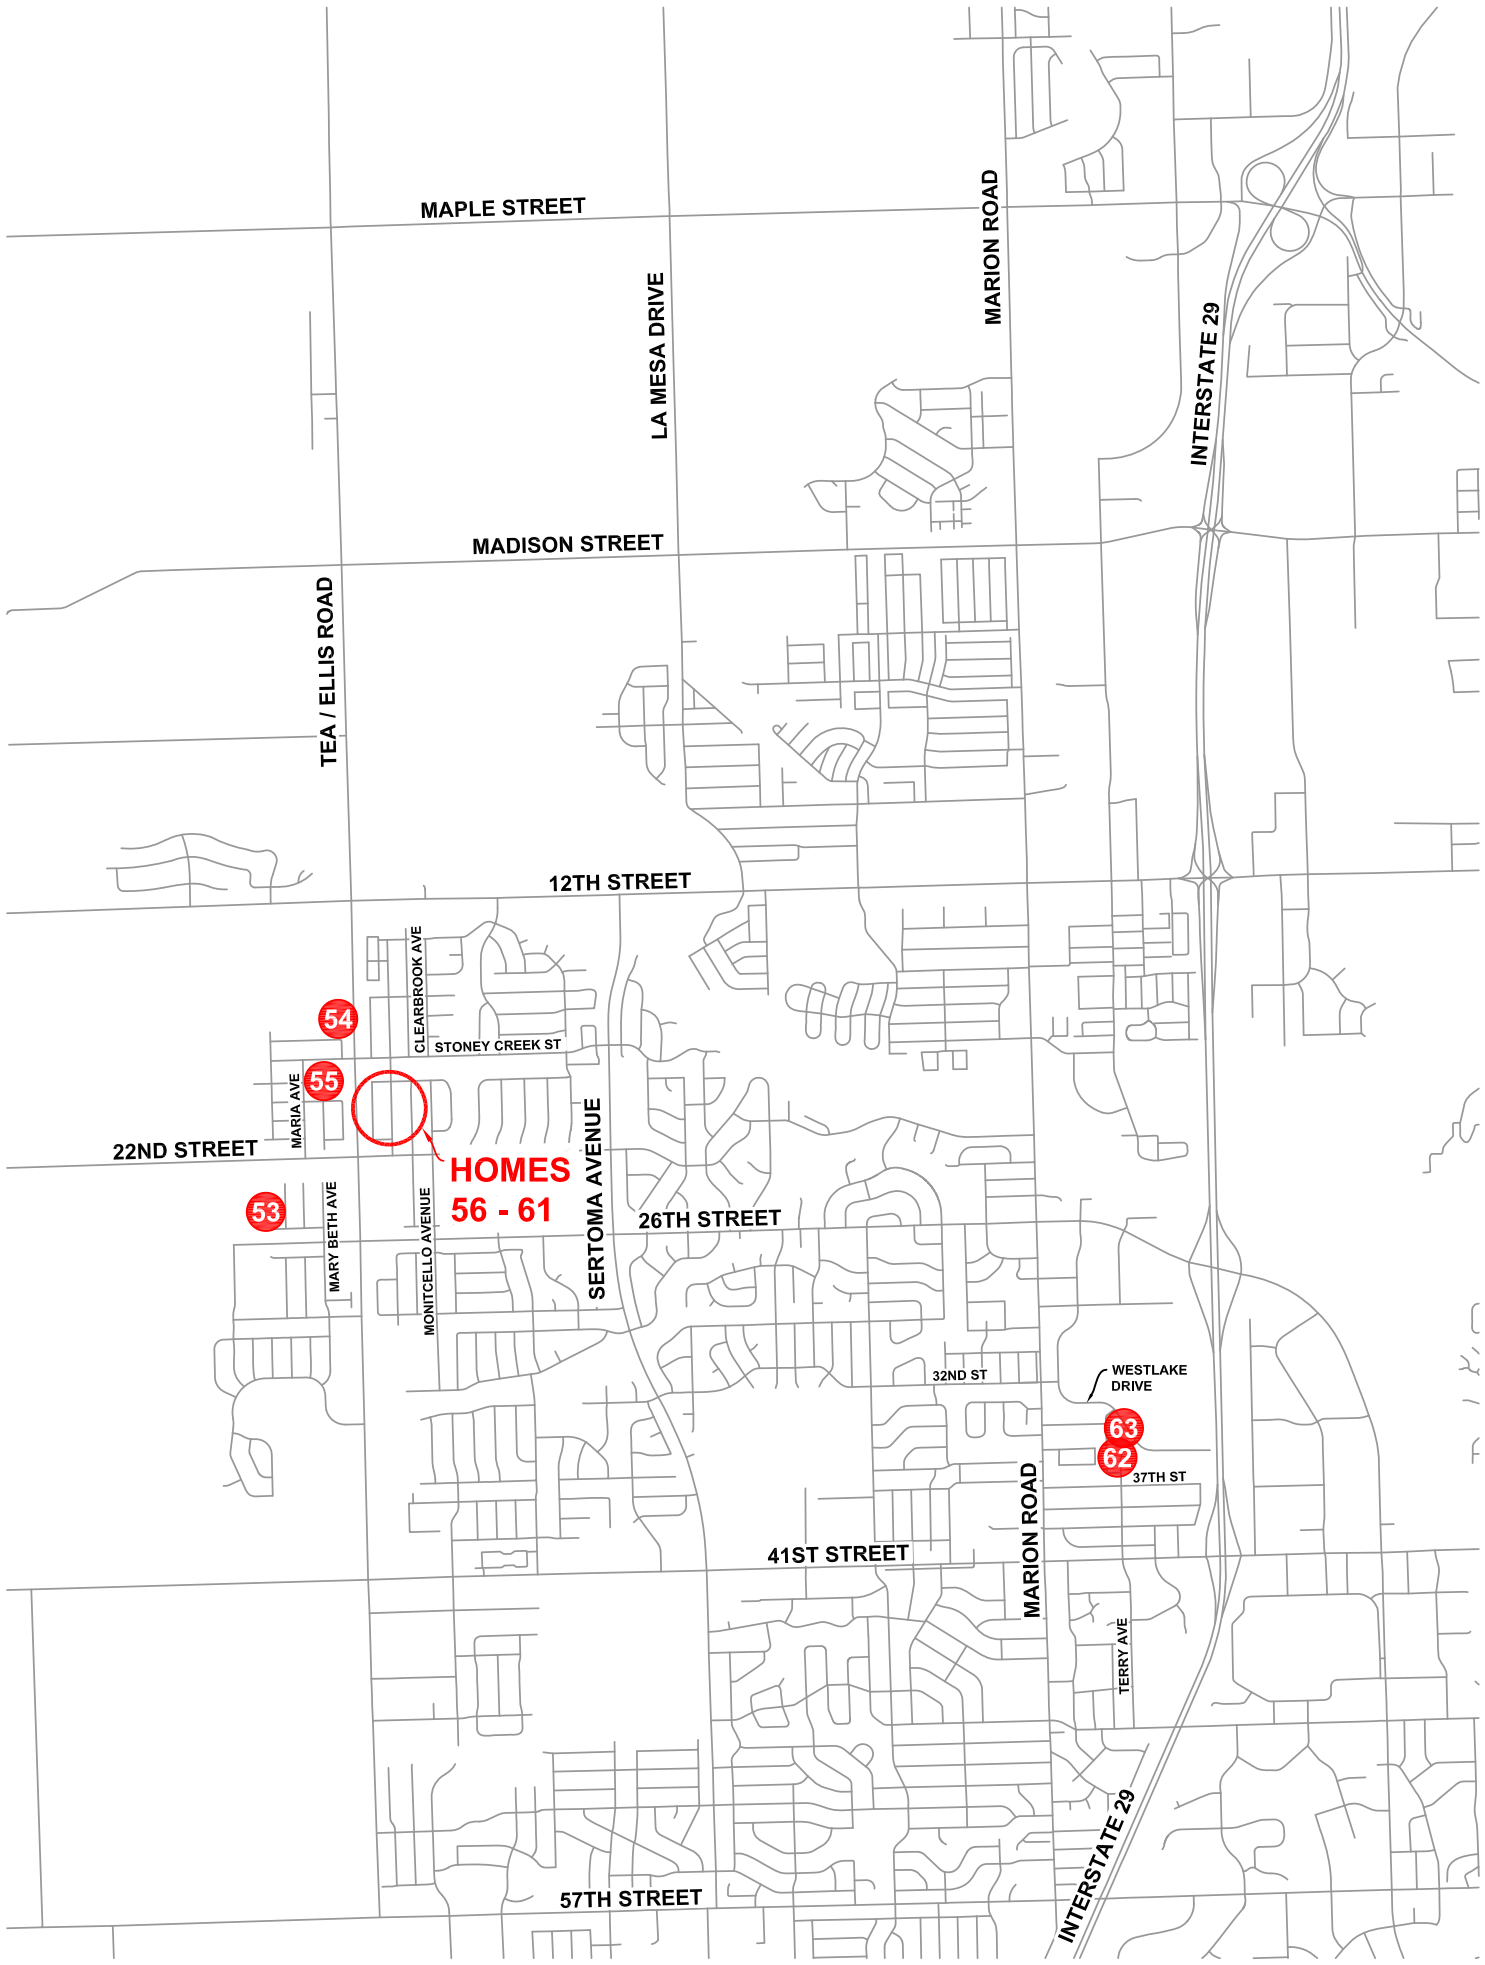 MAPLE STREET
MARION ROAD
LA MESA DRIVE
INTERSTATE 29
MADISON STREET
TEA / ELLIS ROAD
12TH STREET
CLEARBROOK AVE
54
STONEY CREEK ST
55
MARIA AVE
22ND STREET
HOMES
56 - 61
SERTOMA AVENUE
53
MARY BETH AVE
MONITCELLO AVENUE
26TH STREET
32ND ST
WESTLAKE
DRIVE
63
62
37TH ST
MARION ROAD
41ST STREET
TERRY AVE
INTERSTATE 29
57TH STREET